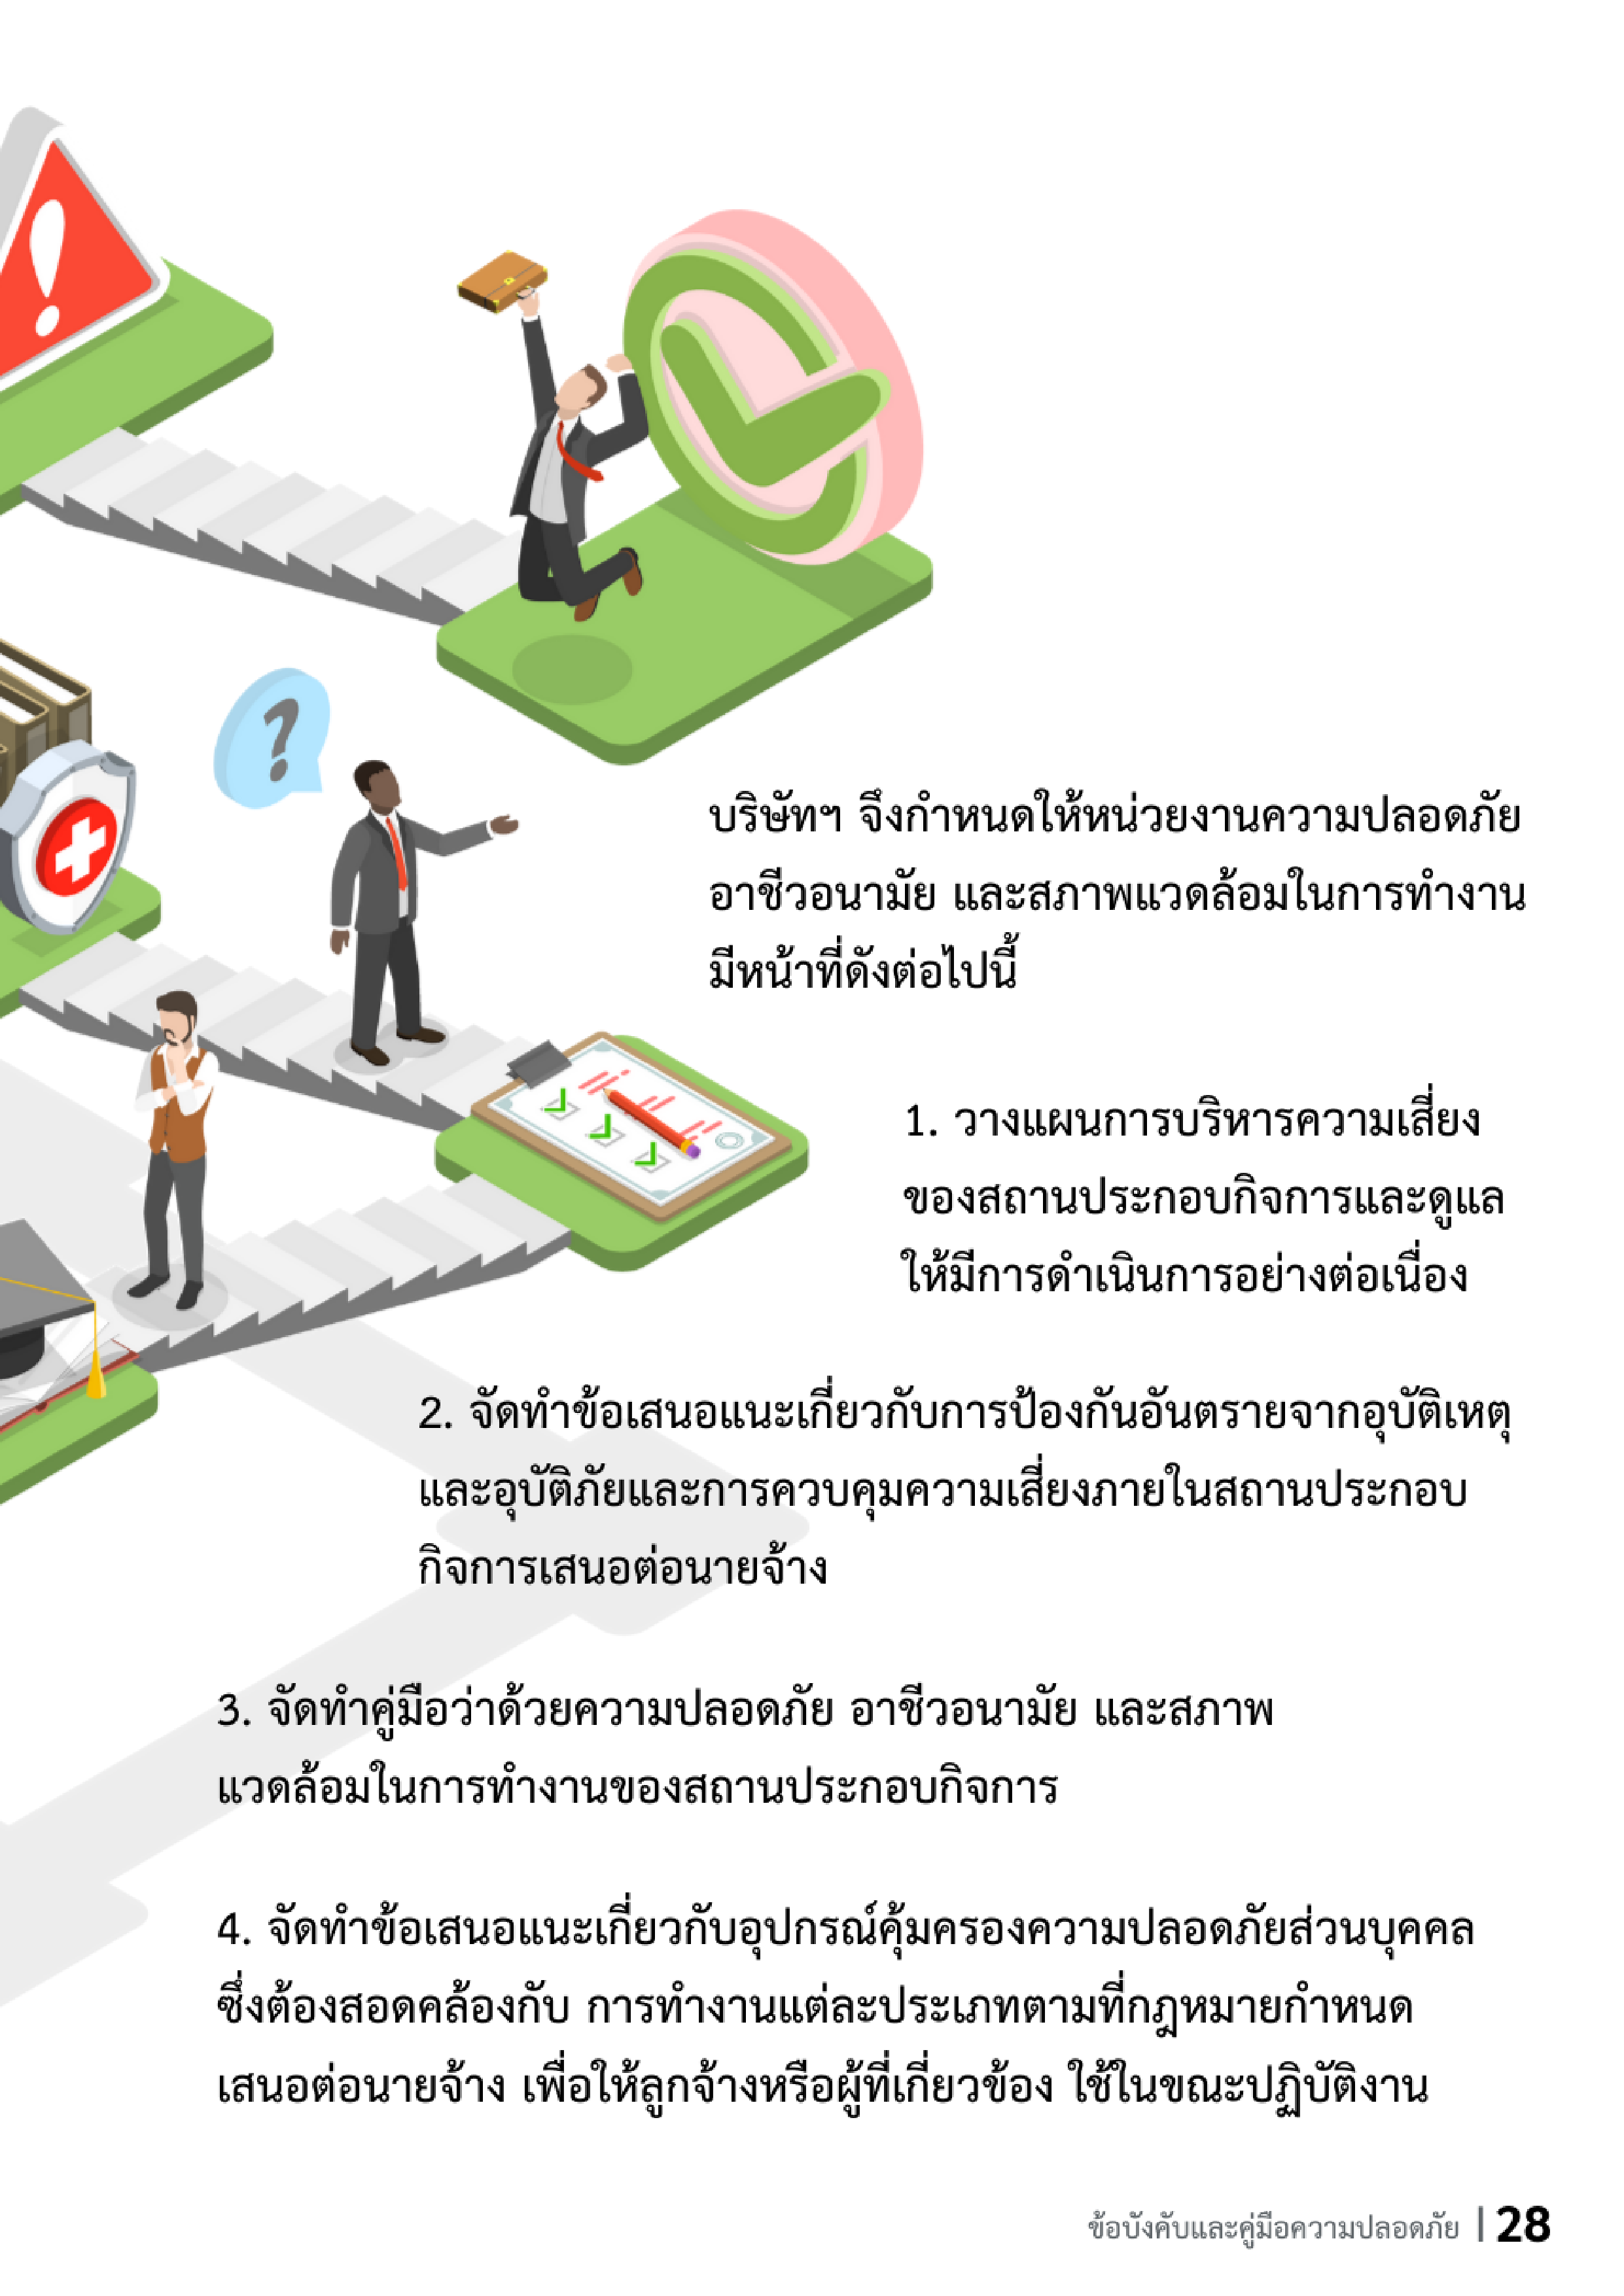 บริษัทฯ จึงกำหนดให้หน่วยงานความปลอดภัย
อาชีวอนามัย และสภาพแวดล้อมในการทำงาน
มีหน้าที่ดังต่อไปนี้
1. วางแผนการบริหารความเสี่ยง
ของสถานประกอบกิจการและดูแล
ให้มีการดำเนินการอย่างต่อเนื่อง
2. จัดทำข้อเสนอแนะเกี่ยวกับการป้องกันอันตรายจากอุบัติเหตุ
และอุบัติภัยและการควบคุมความเสี่ยงภายในสถานประกอบ
กิจการเสนอต่อนายจ้าง
3. จัดทำคู่มือว่าด้วยความปลอดภัย อาชีวอนามัย และสภาพ
แวดล้อมในการทำงานของสถานประกอบกิจการ
4. จัดทำข้อเสนอแนะเกี่ยวกับอุปกรณ์คุ้มครองความปลอดภัยส่วนบุคคล
ซึ่งต้องสอดคล้องกับ การทำงานแต่ละประเภทตามที่กฎหมายกำหนด
เสนอต่อนายจ้าง เพื่อให้ลูกจ้างหรือผู้ที่เกี่ยวข้อง ใช้ในขณะปฏิบัติงาน
ข้อบังคับและคู่มือความปลอดภัย | 28